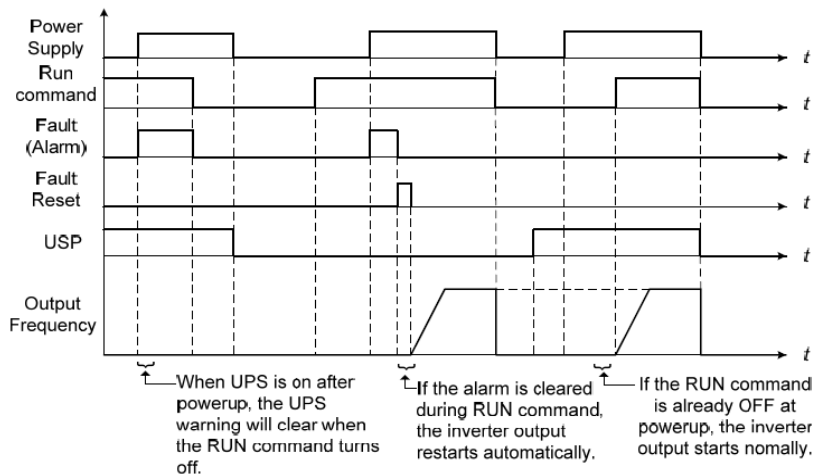 Power
Supply
t
Run
command
t
Fault
(Alarm)
t
Fault
Reset
t
USP
t
Output
Frequency
t
When UPS is on after
powerup, the UPS
warning will clear when
the RUN command turns
off.
If the alarm is cleared
during RUN command,
the inverter output
restarts automatically.
If the RUN command
is already OFF at
powerup, the inverter
output starts nomally.